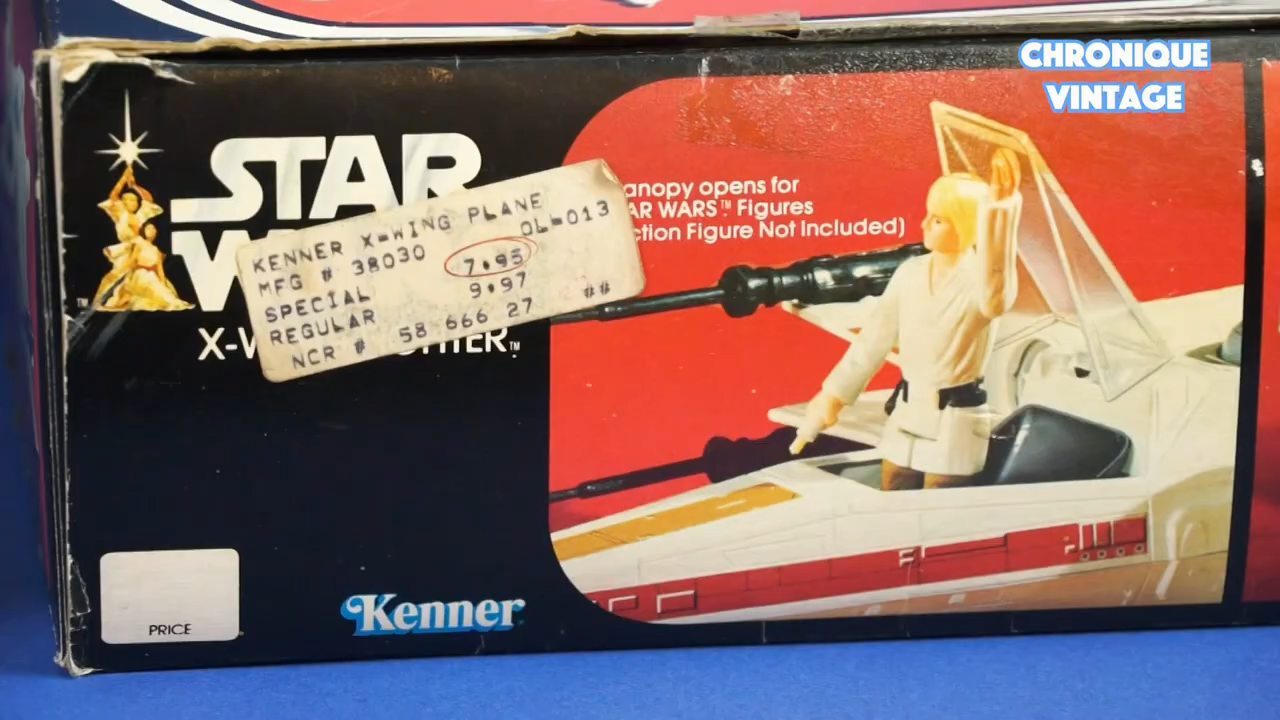 CHRONIQUE
VINTAGE
STAR
W
X-W
HTER™
KENNER X-WING PLANE
MFG # 38030 OL-013
SPECIAL 7.95
REGULAR 9.97
NCR # 58 666 27 ##
anopy opens for
AR WARS™ Figures
ction Figure Not Included)
PRICE
Kenner